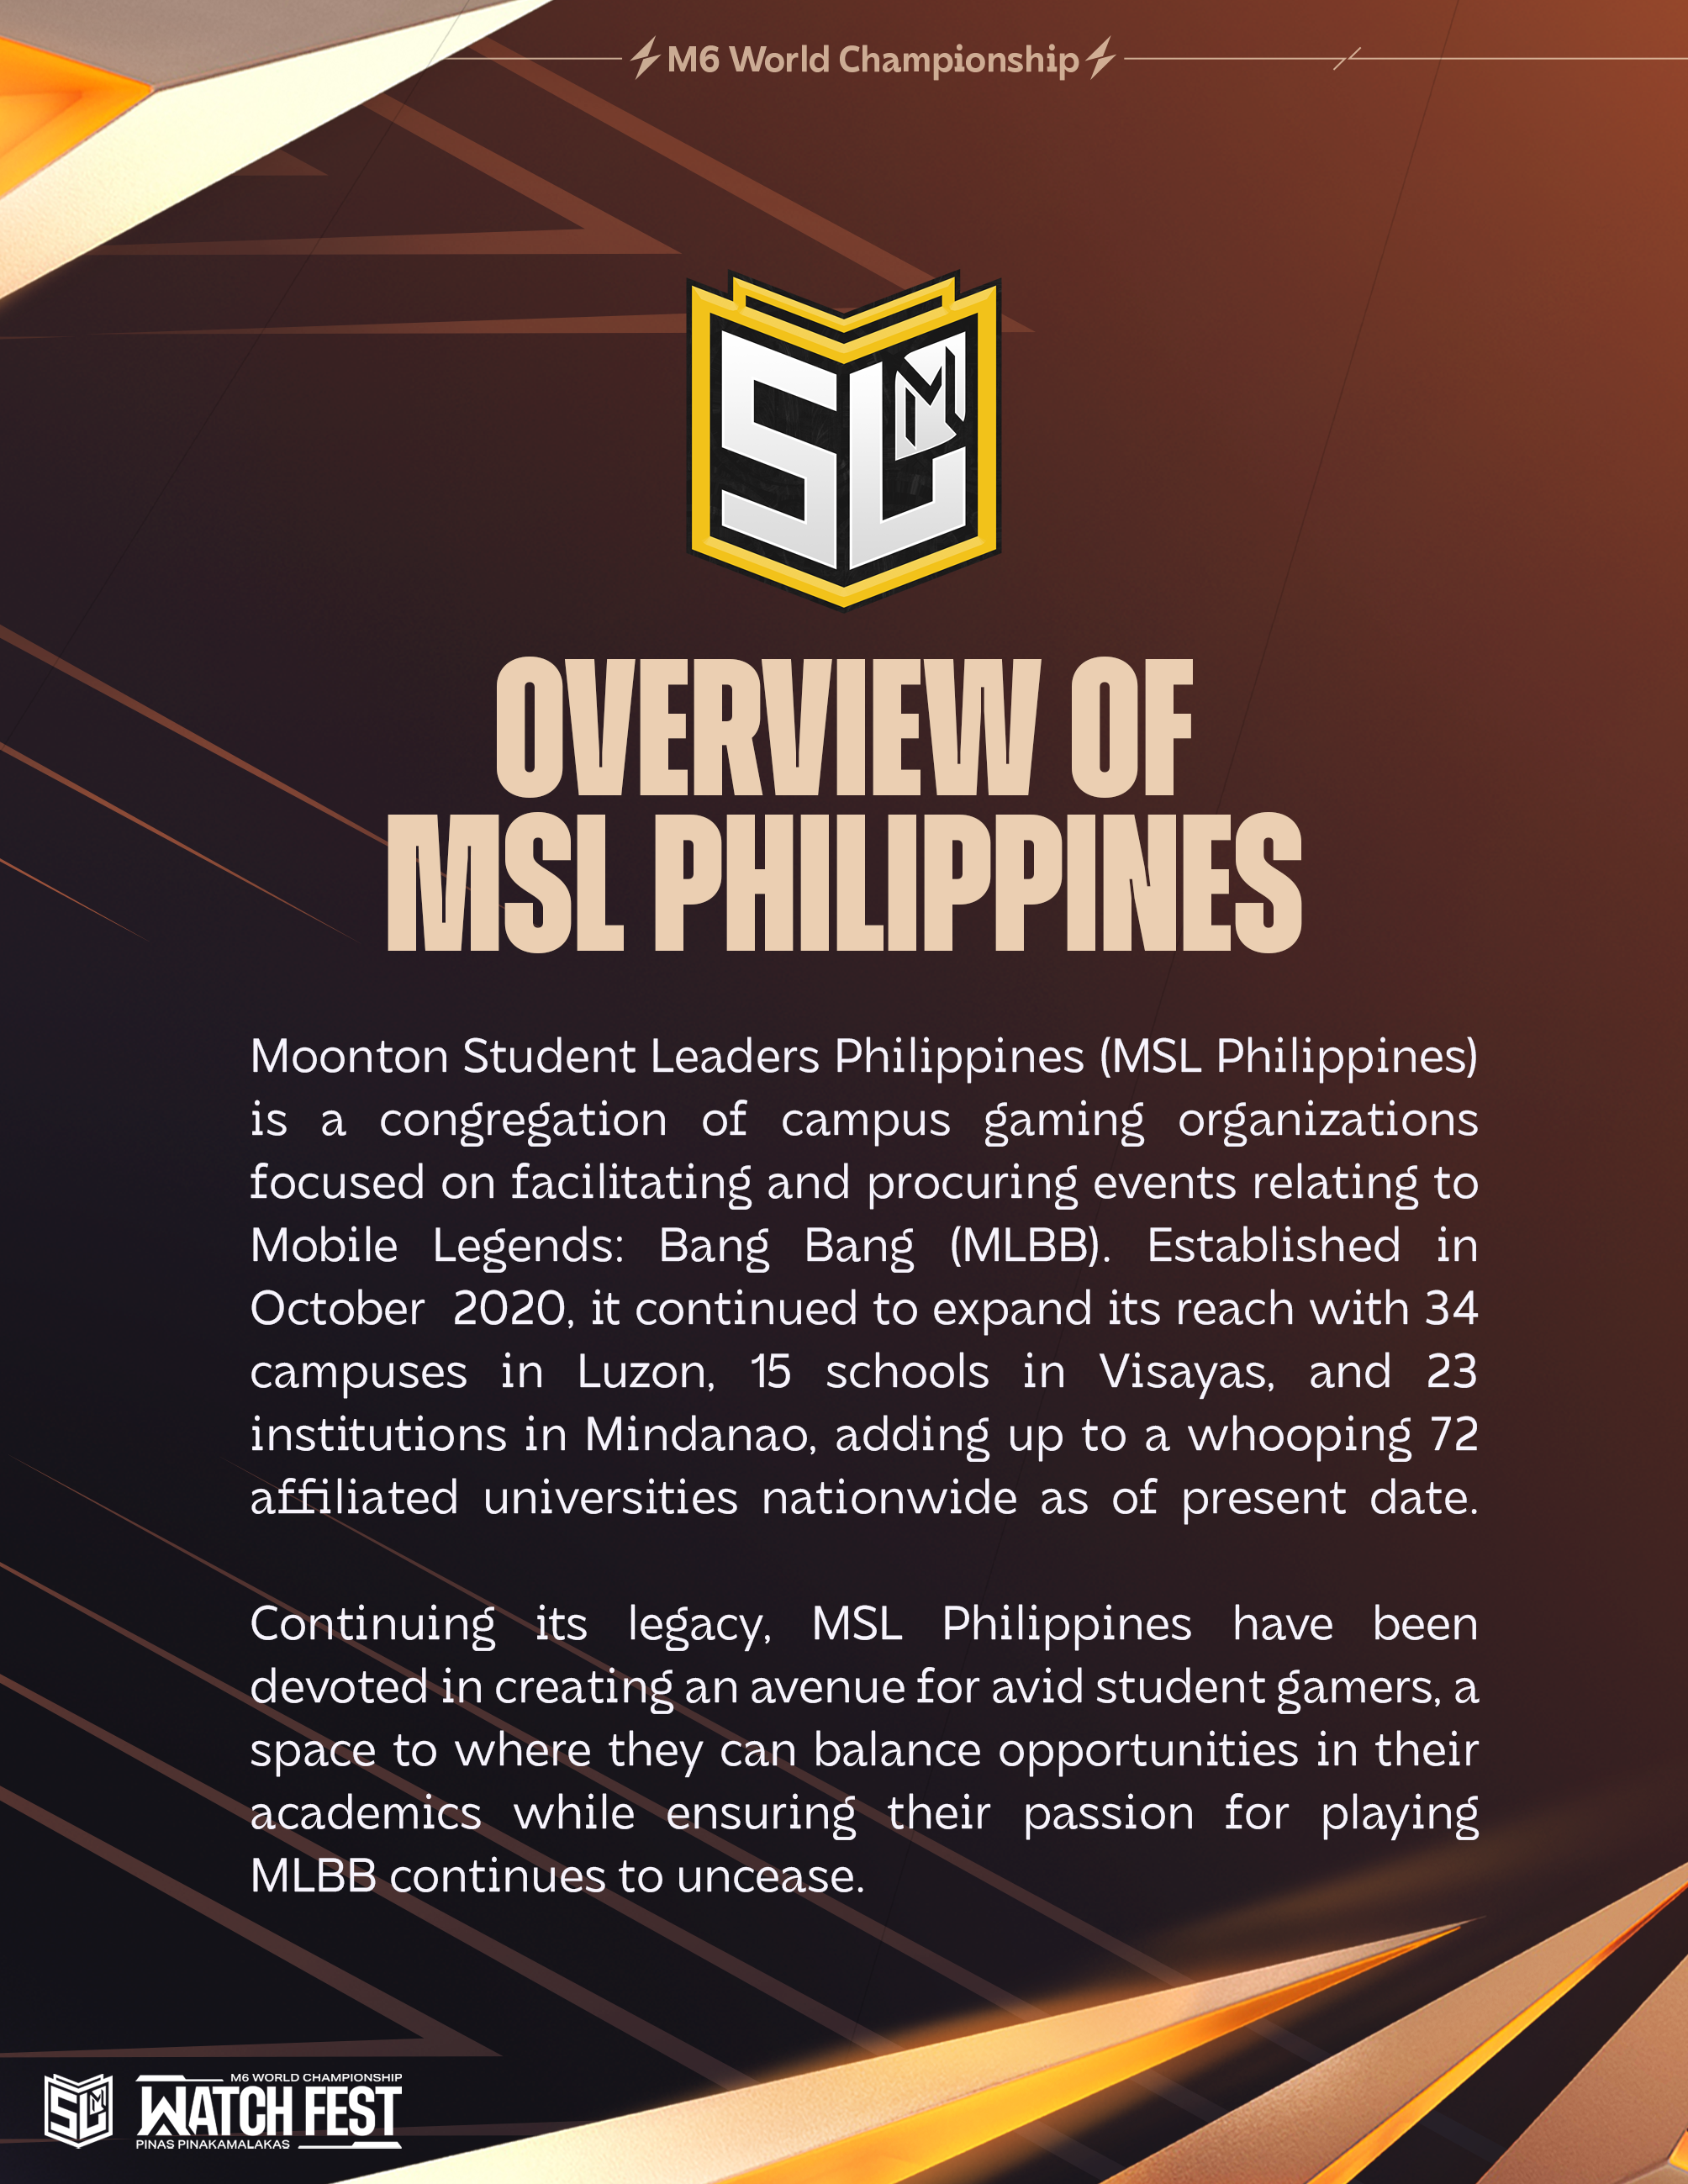 M6 World Championship
SL M
OVERVIEW OF
MSL PHILIPPINES
Moonton Student Leaders Philippines (MSL Philippines)
is a congregation of campus gaming organizations
focused on facilitating and procuring events relating to
Mobile Legends: Bang Bang (MLBB). Established in
October 2020, it continued to expand its reach with 34
campuses in Luzon, 15 schools in Visayas, and 23
institutions in Mindanao, adding up to a whooping 72
affiliated universities nationwide as of present date.
Continuing its legacy, MSL Philippines have been
devoted in creating an avenue for avid student gamers, a
space to where they can balance opportunities in their
academics while ensuring their passion for playing
MLBB continues to uncease.
SL M
M6 WORLD CHAMPIONSHIP
WATCH FEST
PINAS PINAKAMALAKAS